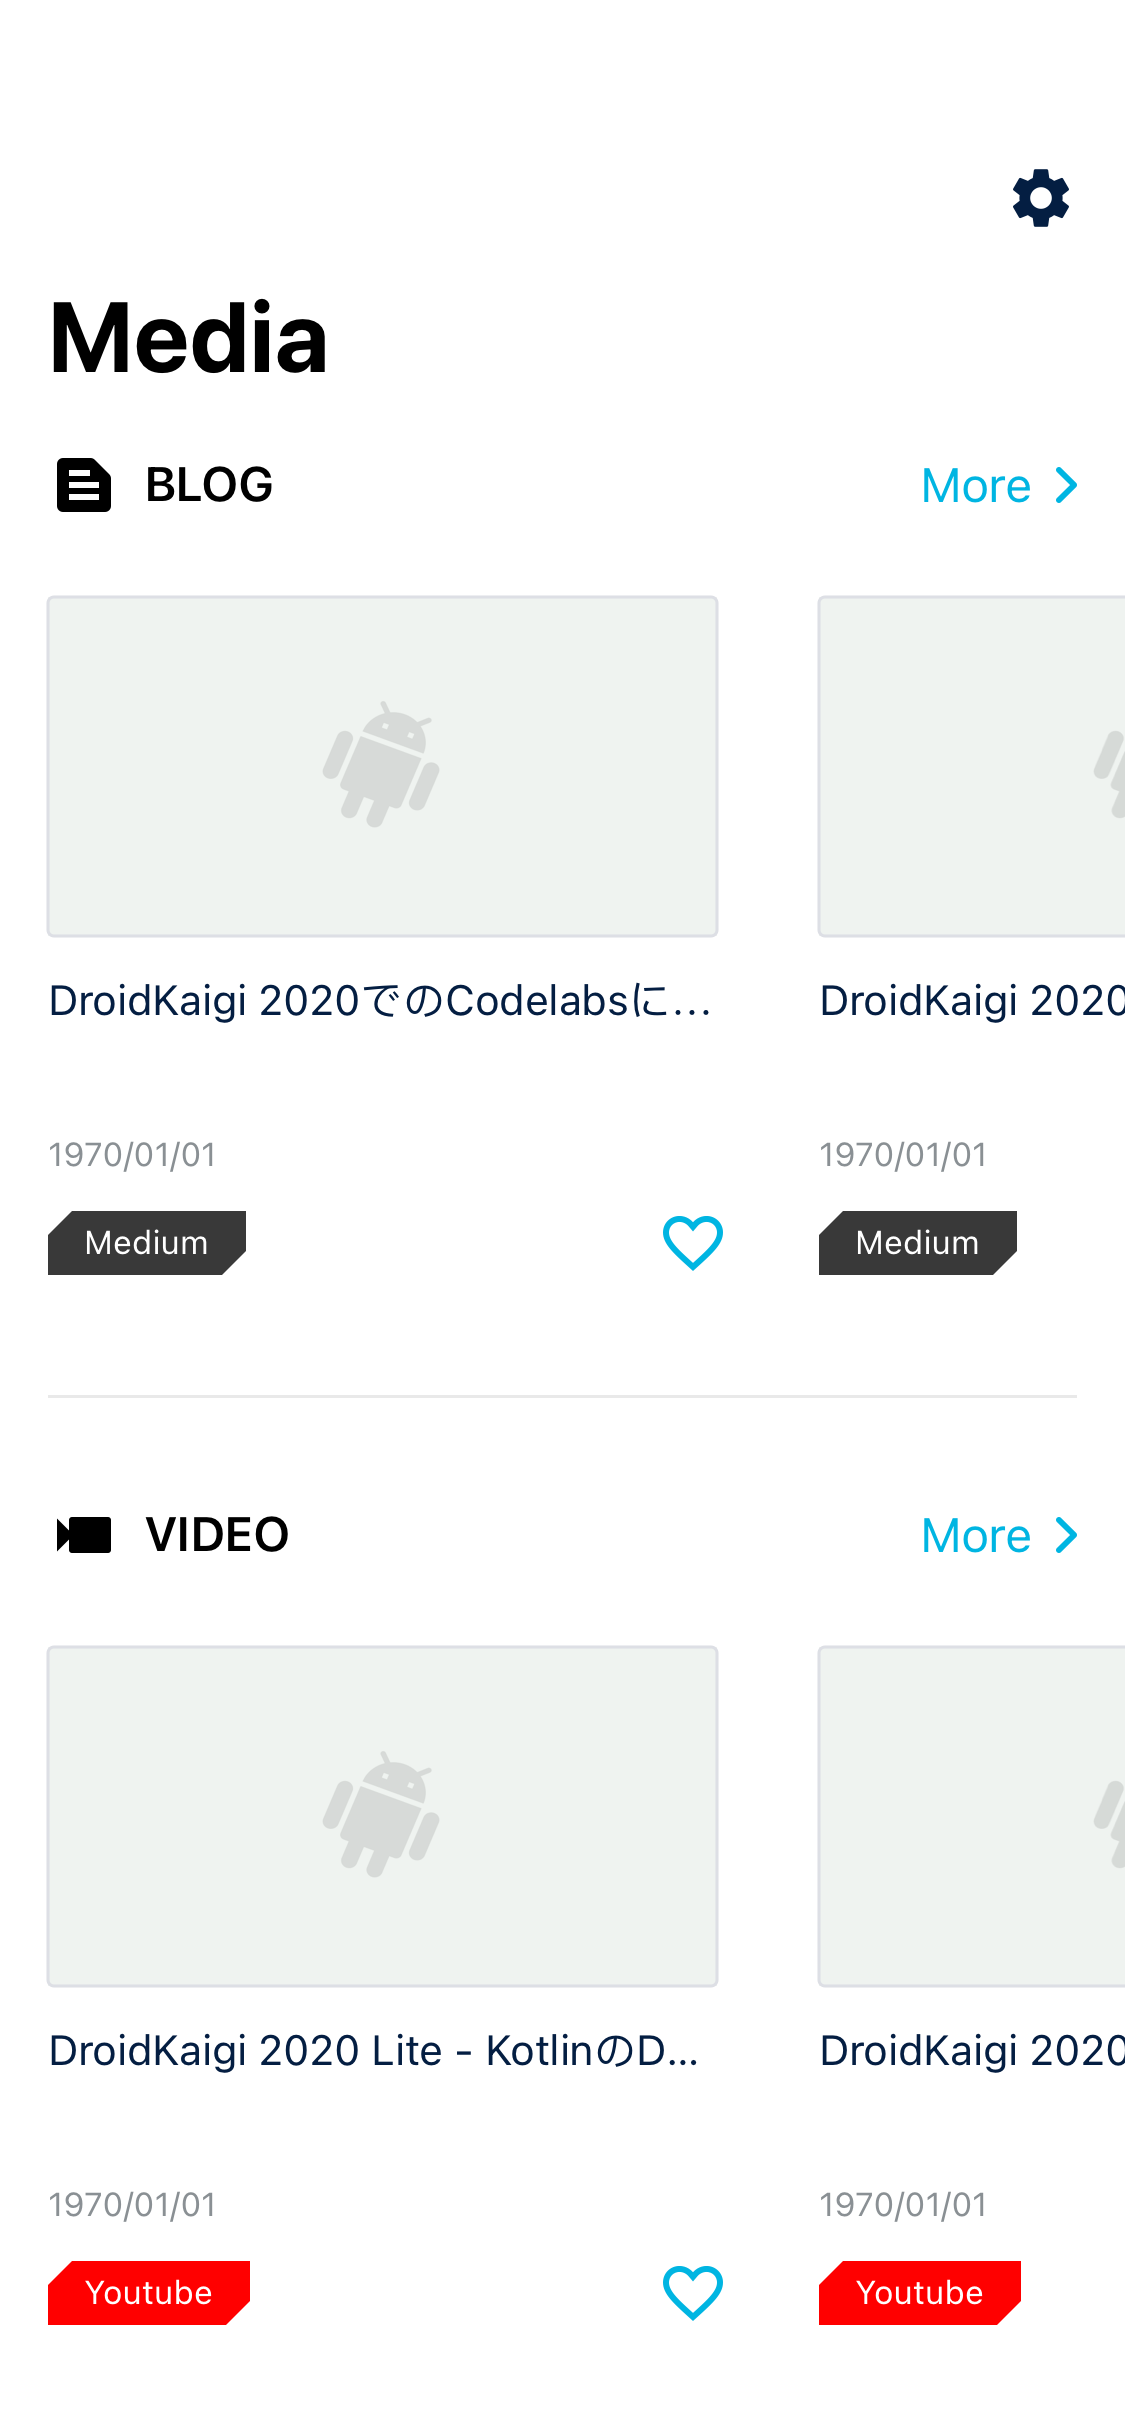 Media
BLOG
More
DroidKaigi 2020でのCodelabsに…
DroidKaigi 2020
1970/01/01
1970/01/01
Medium
Medium
VIDEO
More
DroidKaigi 2020 Lite - KotlinのD...
DroidKaigi 2020
1970/01/01
1970/01/01
Youtube
Youtube